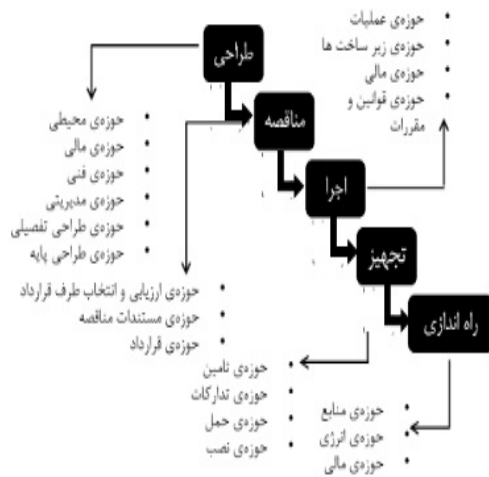 طراحی
حوزه‌ی محیطی
حوزه‌ی مالی
حوزه‌ی فنی
حوزه‌ی مدیریتی
حوزه‌ی طراحی تفصیلی
حوزه‌ی طراحی پایه
مناقصه
حوزه‌ی ارزیابی و انتخاب طرف قرارداد
حوزه‌ی مستندات مناقصه
حوزه‌ی قرارداد
اجرا
حوزه‌ی عملیات
حوزه‌ی زیر ساخت ها
حوزه‌ی مالی
حوزه‌ی قوانین و
مقررات
تجهیز
حوزه‌ی تامین
حوزه‌ی تدارکات
حوزه‌ی حمل
حوزه‌ی نصب
راه اندازی
حوزه‌ی منابع
حوزه‌ی انرژی
حوزه‌ی مالی